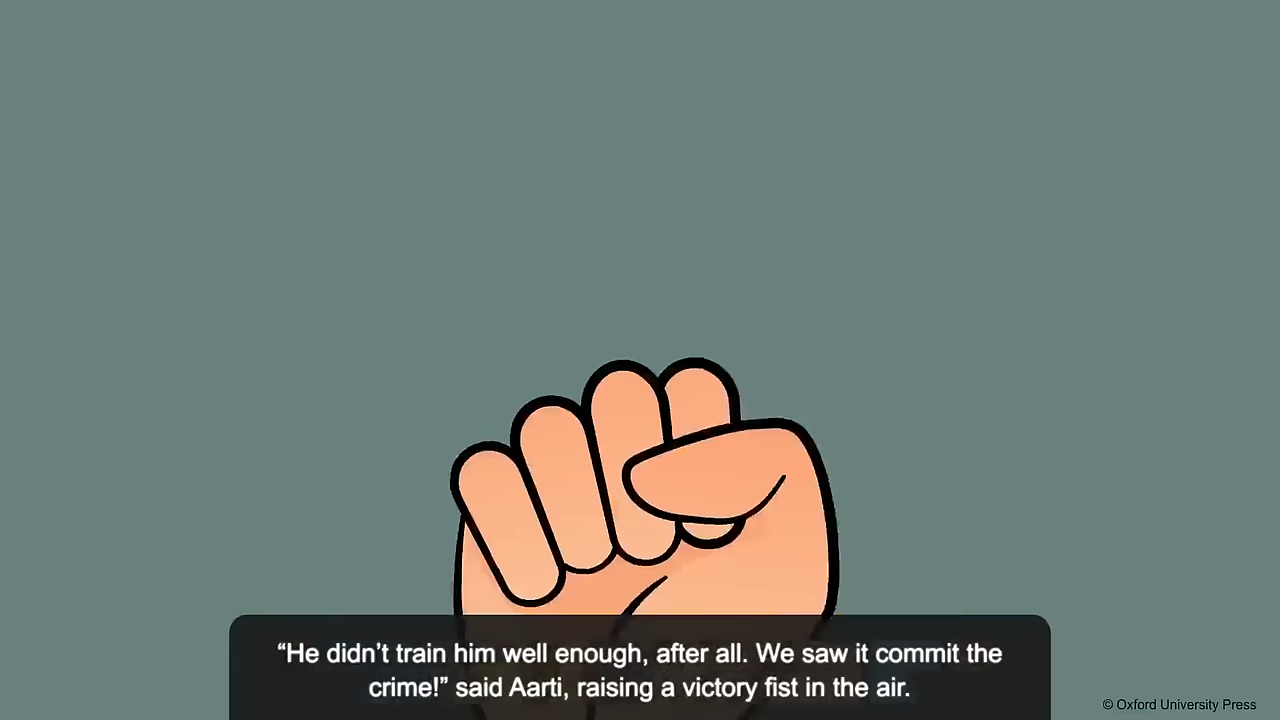 “He didn’t train him well enough, after all. We saw it commit the
crime!” said Aarti, raising a victory fist in the air.
© Oxford University Press